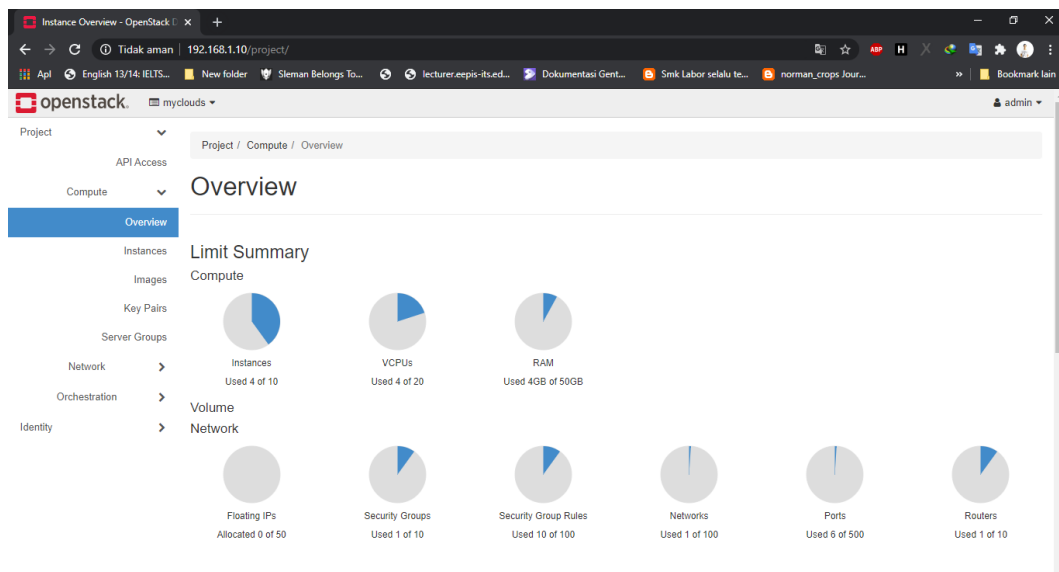 Instance Overview - OpenStack D
Tidak aman | 192.168.1.10/project/
ABP
H
Apl
English 13/14: IELTS...
New folder
Sleman Belongs To...
lecturer.eepis-its.ed...
Dokumentasi Gent...
Smk Labor selalu te...
norman_crops Jour...
»
Bookmark lain
openstack.
myclouds
admin
Project
API Access
Compute
Overview
Instances
Images
Key Pairs
Server Groups
Network
Orchestration
Identity
Project / Compute / Overview
Overview
Limit Summary
Compute
Instances
Used 4 of 10
VCPUs
Used 4 of 20
RAM
Used 4GB of 50GB
Volume
Network
Floating IPs
Allocated 0 of 50
Security Groups
Used 1 of 10
Security Group Rules
Used 10 of 100
Networks
Used 1 of 100
Ports
Used 6 of 500
Routers
Used 1 of 10